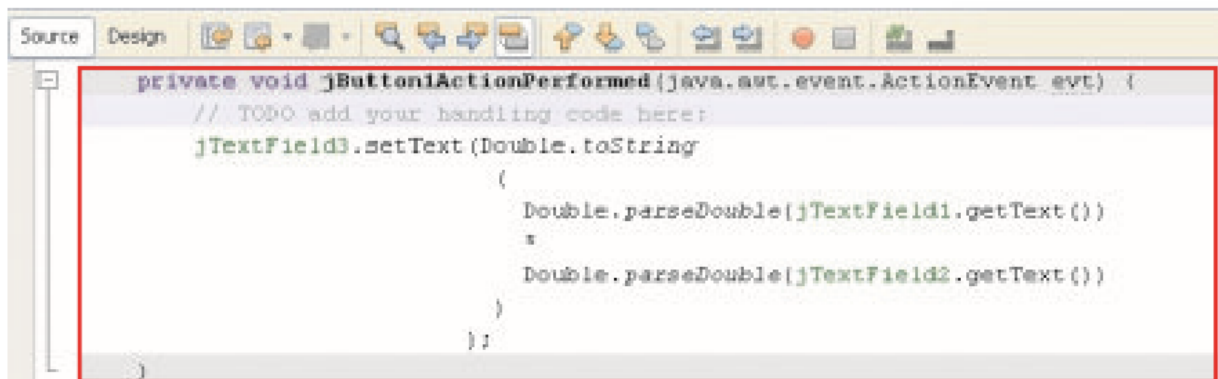 Source Design
private void jButton1ActionPerformed(java.awt.event.ActionEvent evt) {
// TODO add your handling code here:
jTextField3.setText(Double.toString
(
Double.parseDouble(jTextField1.getText())
*
Double.parseDouble(jTextField2.getText())
)
);
}